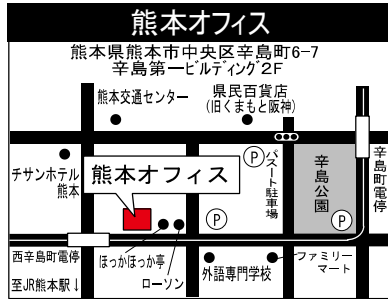 熊本オフィス
熊本県熊本市中央区辛島町6-7
辛島第一ビルディング2F
熊本交通センター
県民百貨店
(旧くまもと阪神)
チサンホテル
熊本
熊本オフィス
P
パスート駐車場
辛島公園
P
辛島町電停
P
西辛島町電停
ほっかほっか亭
ローソン
外語専門学校
ファミリー
マート
至JR熊本駅↓